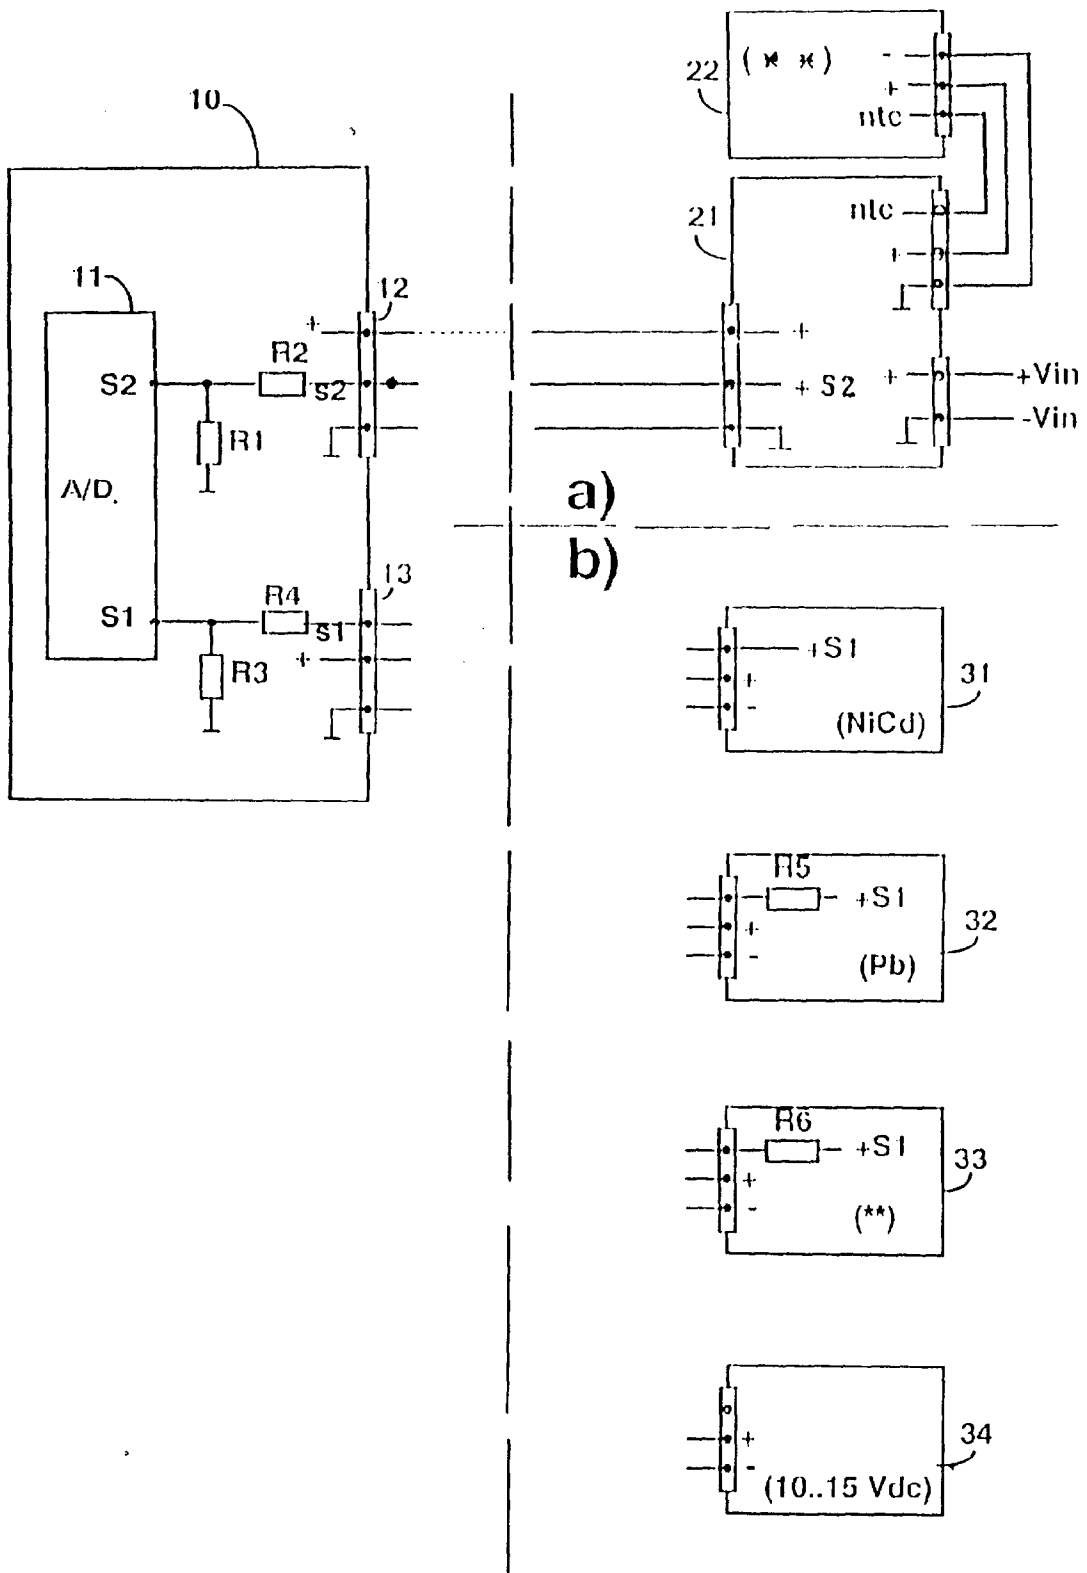 10
11
S2
R2
s2
R1
A/D.
12
+
S1
R4
s1
R3
+
13
22
(* *)
-
+
ntc
21
ntc
+
+
+ S2
+
+Vin
-Vin
a)
b)
+S1
+
-
(NiCd)
31
R5
+S1
+
-
(Pb)
32
R6
+S1
+
-
(**)
33
+
-
(10..15 Vdc)
34